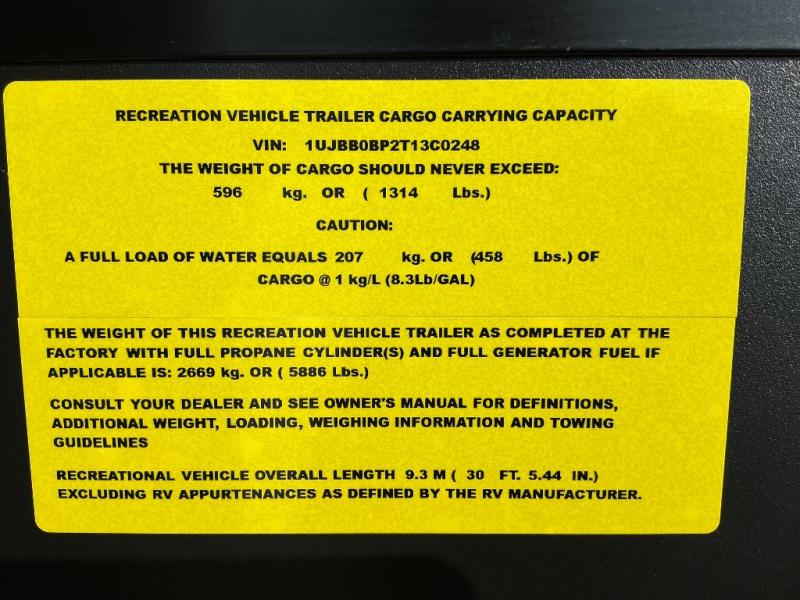 RECREATION VEHICLE TRAILER CARGO CARRYING CAPACITY
VIN: 1UJBB0BP2T13C0248
THE WEIGHT OF CARGO SHOULD NEVER EXCEED:
596 kg. OR ( 1314 Lbs.)
CAUTION:
A FULL LOAD OF WATER EQUALS 207 kg. OR (458 Lbs.) OF
CARGO @ 1 kg/L (8.3Lb/GAL)
THE WEIGHT OF THIS RECREATION VEHICLE TRAILER AS COMPLETED AT THE
FACTORY WITH FULL PROPANE CYLINDER(S) AND FULL GENERATOR FUEL IF
APPLICABLE IS: 2669 kg. OR ( 5886 Lbs.)
CONSULT YOUR DEALER AND SEE OWNER'S MANUAL FOR DEFINITIONS,
ADDITIONAL WEIGHT, LOADING, WEIGHING INFORMATION AND TOWING
GUIDELINES
RECREATIONAL VEHICLE OVERALL LENGTH 9.3 M ( 30 FT. 5.44 IN.)
EXCLUDING RV APPURTENANCES AS DEFINED BY THE RV MANUFACTURER.